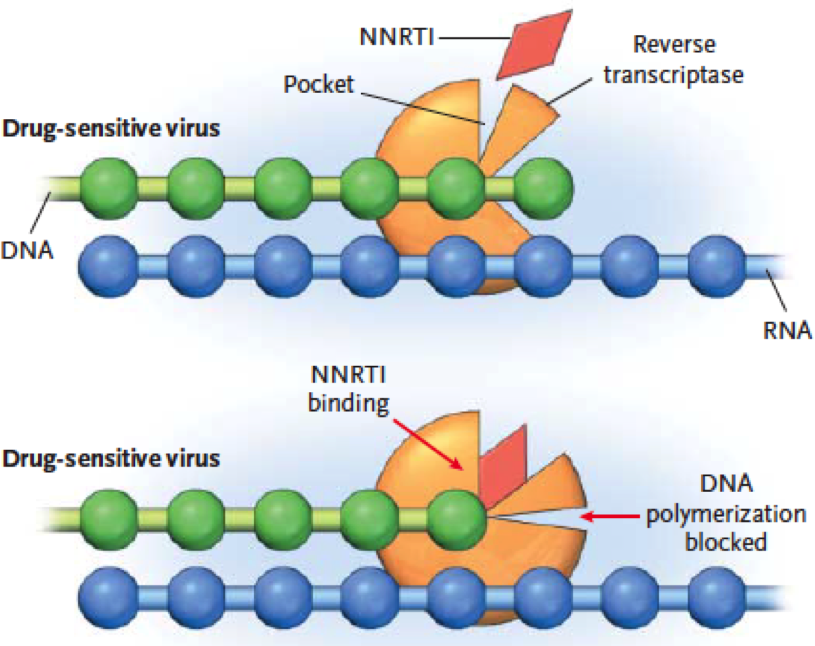 NNRTI
Reverse
transcriptase
Pocket
Drug-sensitive virus
DNA
RNA
NNRTI
binding
Drug-sensitive virus
DNA
polymerization
blocked